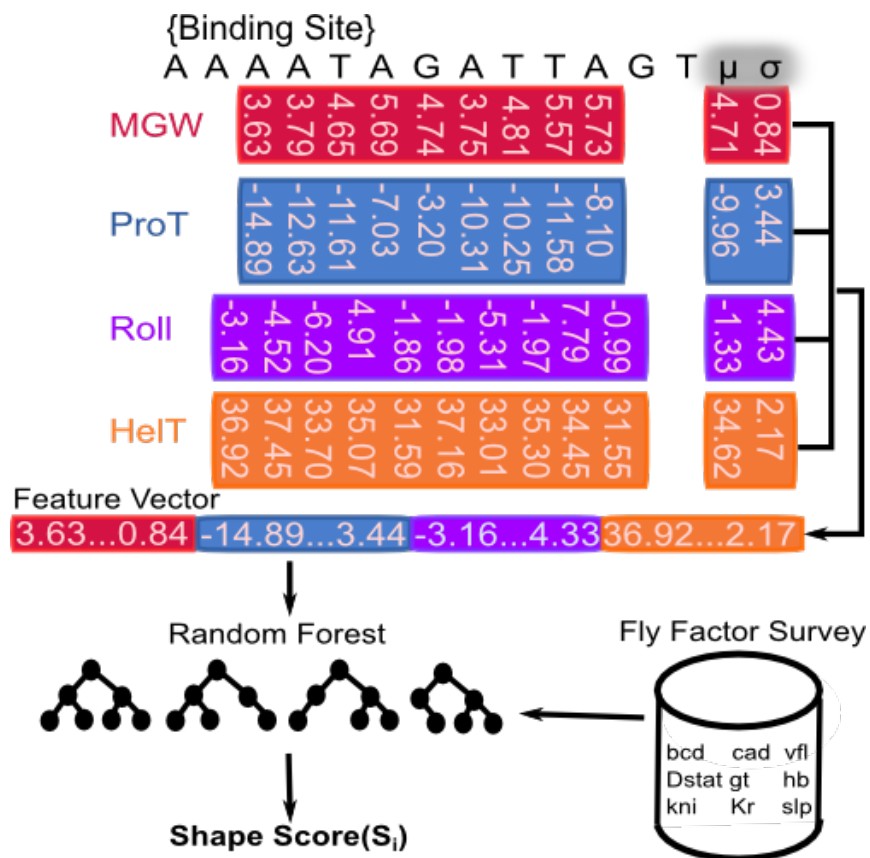 {Binding Site}
A A A A T A G A T T A G T μ σ
MGW 3.63 3.79 4.65 5.69 4.74 3.75 4.81 5.57 5.73 4.71 0.84
ProT -14.89 -12.63 -11.61 -7.03 -3.20 -10.31 -10.25 -11.58 -8.10 -9.96 3.44
Roll -3.16 -4.52 -6.20 4.91 -1.86 -1.98 -5.31 -1.97 7.79 -0.99 -1.33 4.43
HelT 36.92 37.45 33.70 35.07 31.59 37.16 33.01 35.30 34.45 31.55 34.62 2.17
Feature Vector
3.63...0.84 -14.89...3.44 -3.16...4.33 36.92...2.17
Random Forest
Fly Factor Survey
bcd cad vfl
Dstat gt hb
kni Kr slp
Shape Score(Si)